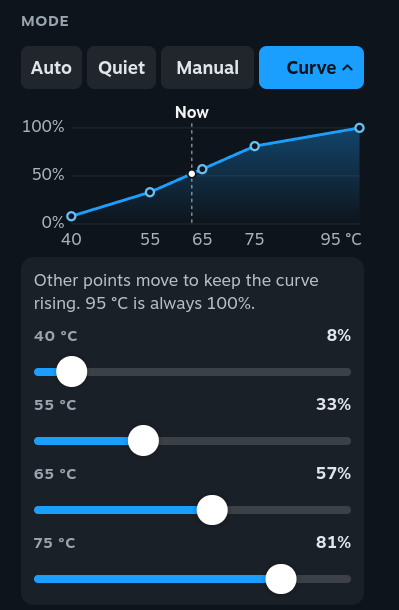 MODE
Auto Quiet Manual Curve
Now
100%
50%
0%
40 55 65 75 95 °C
Other points move to keep the curve
rising. 95 °C is always 100%.
40 °C 8%
55 °C 33%
65 °C 57%
75 °C 81%